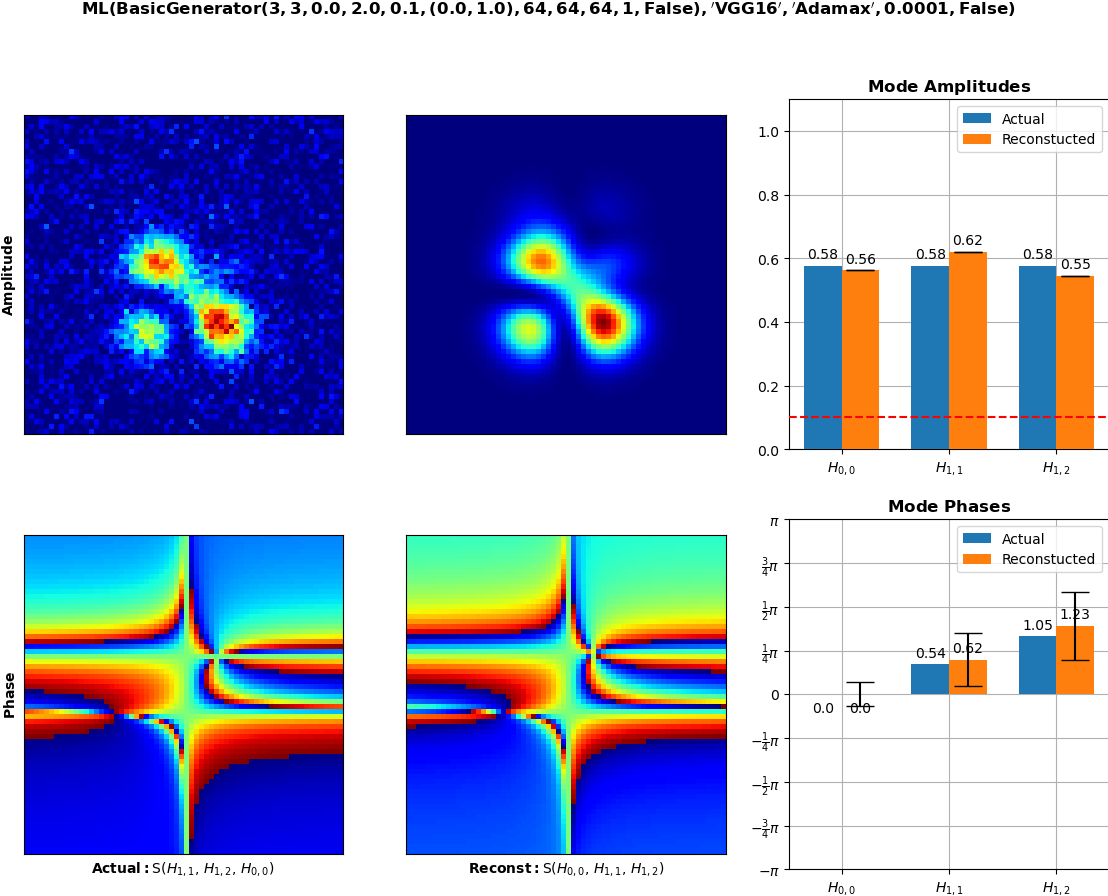 ML(BasicGenerator(3, 3, 0.0, 2.0, 0.1, (0.0, 1.0), 64, 64, 64, 1, False), ′VGG16′, ′Adamax′, 0.0001, False)
Amplitude
Mode Amplitudes
Actual
Reconstucted
1.0
0.8
0.6
0.4
0.2
0.0
0.58 0.56
0.58 0.62
0.58 0.55
H0,0 H1,1 H1,2
Phase
Actual: S(H1,1, H1,2, H0,0)
Reconst: S(H0,0, H1,1, H1,2)
Mode Phases
Actual
Reconstucted
π
3/4π
1/2π
1/4π
0
−1/4π
−1/2π
−3/4π
−π
0.0 0.0
0.54 0.62
1.05 1.23
H0,0 H1,1 H1,2